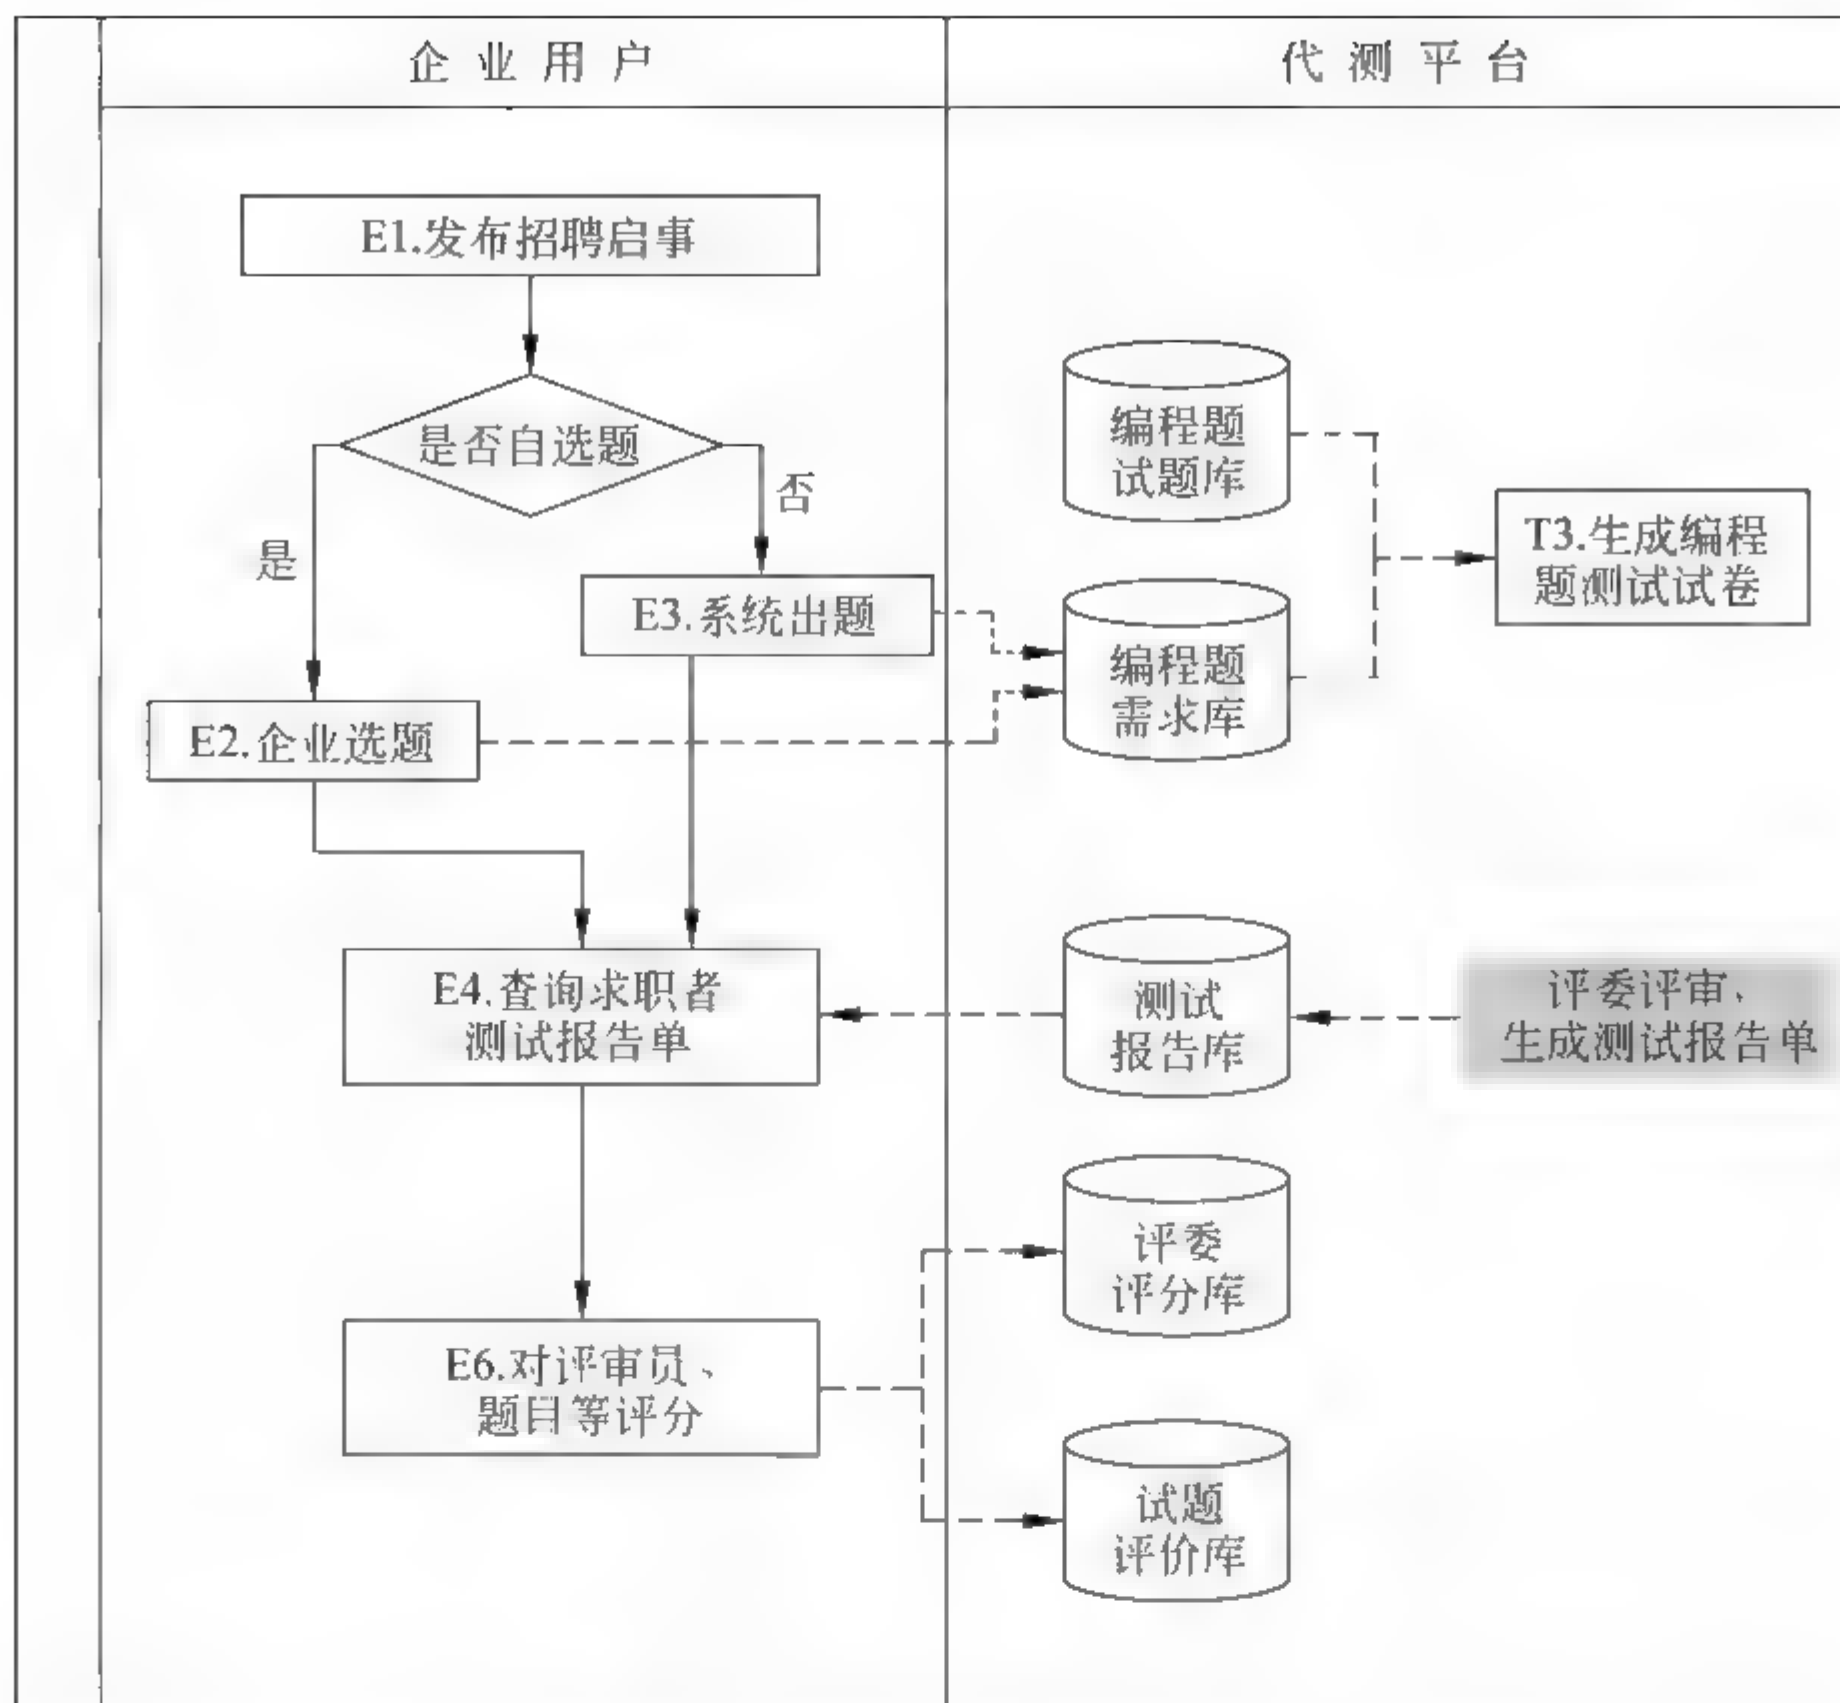 企业用户
代测平台
E1.发布招聘启事
是否自选题
是
否
E3.系统出题
E2.企业选题
编程题
试题库
编程题
需求库
T3.生成编程
题测试试卷
E4.查询求职者
测试报告单
测试
报告库
评委评审、
生成测试报告单
评委
评分库
E6.对评审员、
题目等评分
试题
评价库